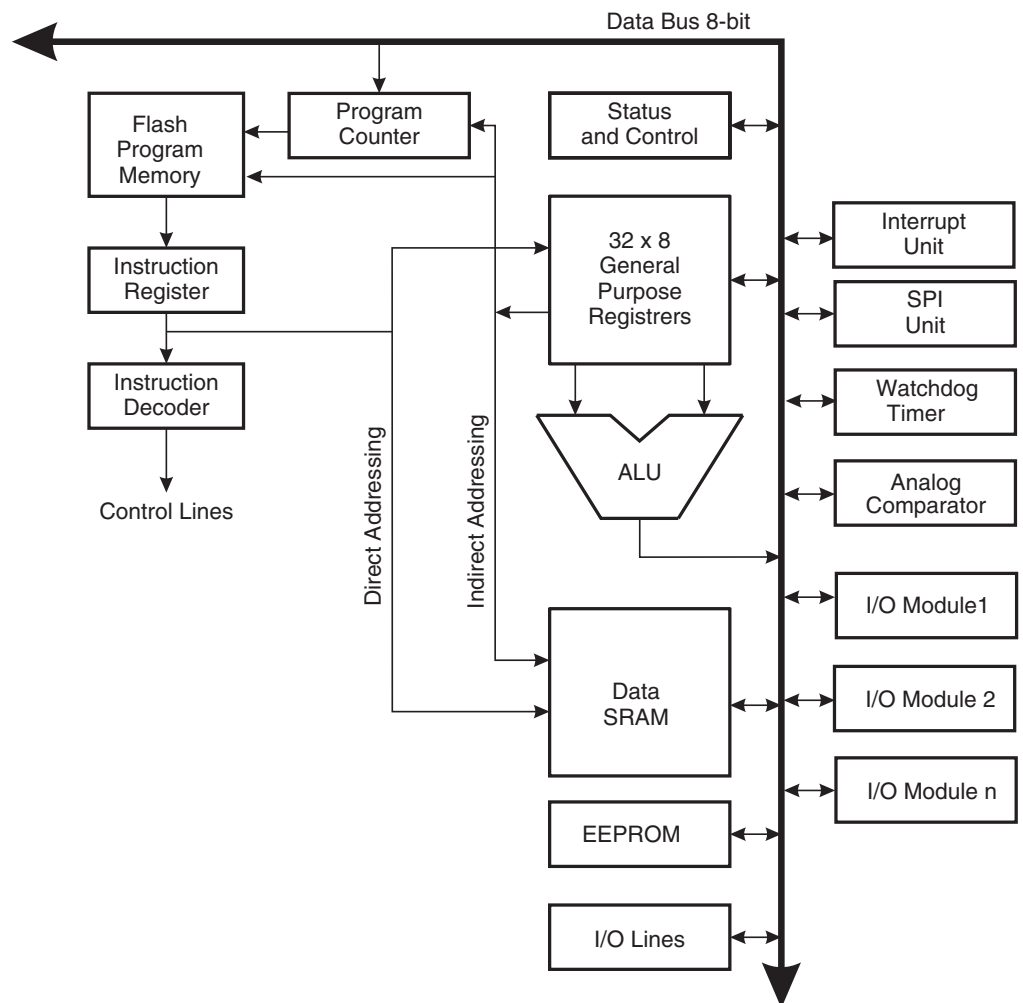 Data Bus 8-bit
Flash
Program
Memory
Program
Counter
Status
and Control
32 x 8
General
Purpose
Registrers
Interrupt
Unit
Instruction
Register
SPI
Unit
Instruction
Decoder
Watchdog
Timer
Direct Addressing
Indirect Addressing
ALU
Analog
Comparator
Control Lines
I/O Module1
Data
SRAM
I/O Module 2
I/O Module n
EEPROM
I/O Lines